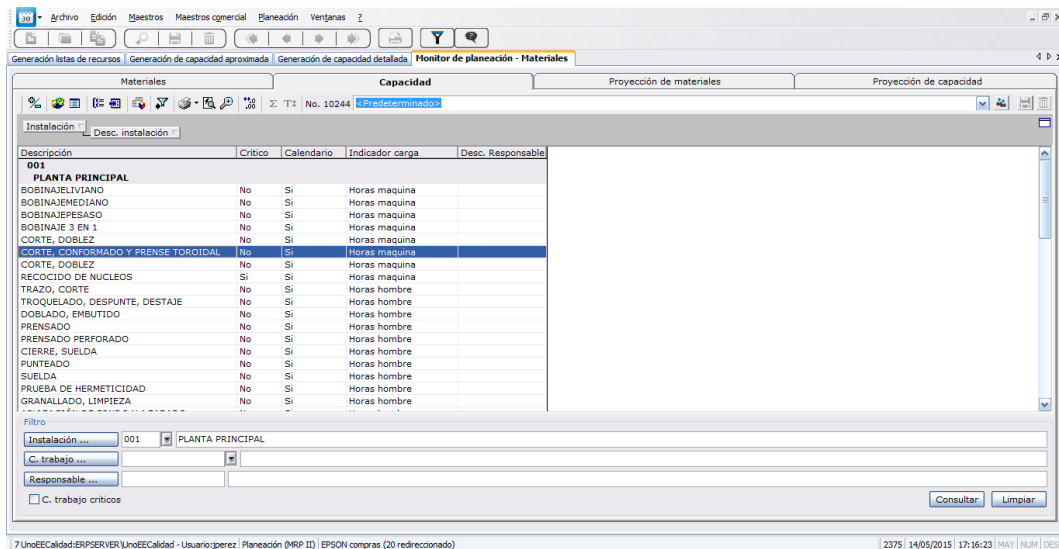 30 Archivo Edición Maestros Maestros comercial Planeación Ventanas ?
Generación listas de recursos Generación de capacidad aproximada Generación de capacidad detallada Monitor de planeación - Materiales
Materiales Capacidad Proyección de materiales Proyección de capacidad
No. 10244 <Predeterminado>
Instalación
Desc. instalación
Descripción Critico Calendario Indicador carga Desc. Responsable
001
PLANTA PRINCIPAL
BOBINAJELIVIANO No Si Horas maquina
BOBINAJEMEDIANO No Si Horas maquina
BOBINAJEPESASO No Si Horas maquina
BOBINAJE 3 EN 1 No Si Horas maquina
CORTE, DOBLEZ No Si Horas maquina
CORTE, CONFORMADO Y PRENSE TOROIDAL No Si Horas maquina
CORTE, DOBLEZ No Si Horas maquina
RECOCIDO DE NUCLEOS Si Si Horas maquina
TRAZO, CORTE No Si Horas hombre
TROQUELADO, DESPUNTE, DESTAJE No Si Horas hombre
DOBLADO, EMBUTIDO No Si Horas hombre
PRENSADO No Si Horas hombre
PRENSADO PERFORADO No Si Horas hombre
CIERRE, SUELDA No Si Horas hombre
PUNTEADO No Si Horas hombre
SUELDA No Si Horas hombre
PRUEBA DE HERMETICIDAD No Si Horas hombre
GRANALLADO, LIMPIEZA No Si Horas hombre
Filtro
Instalación ... 001 PLANTA PRINCIPAL
C. trabajo ...
Responsable ...
C. trabajo criticos Consultar Limpiar
7 UnoEECalidad:ERPSERVER\UnoEECalidad - Usuario:jperez Planeación (MRP II) EPSON compras (20 redireccionado) 2375 14/05/2015 17:16:23 MAY NUM DES